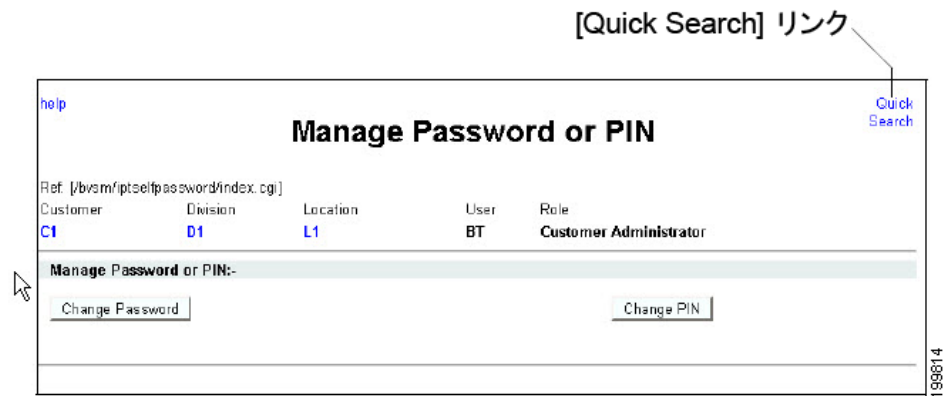 [Quick Search] リンク
help
Quick
Search
Manage Password or PIN
Ref. [/bvsm/iptselfpassword/index.cgi]
Customer Division Location User Role
C1 D1 L1 BT Customer Administrator
Manage Password or PIN:-
Change Password Change PIN
199814